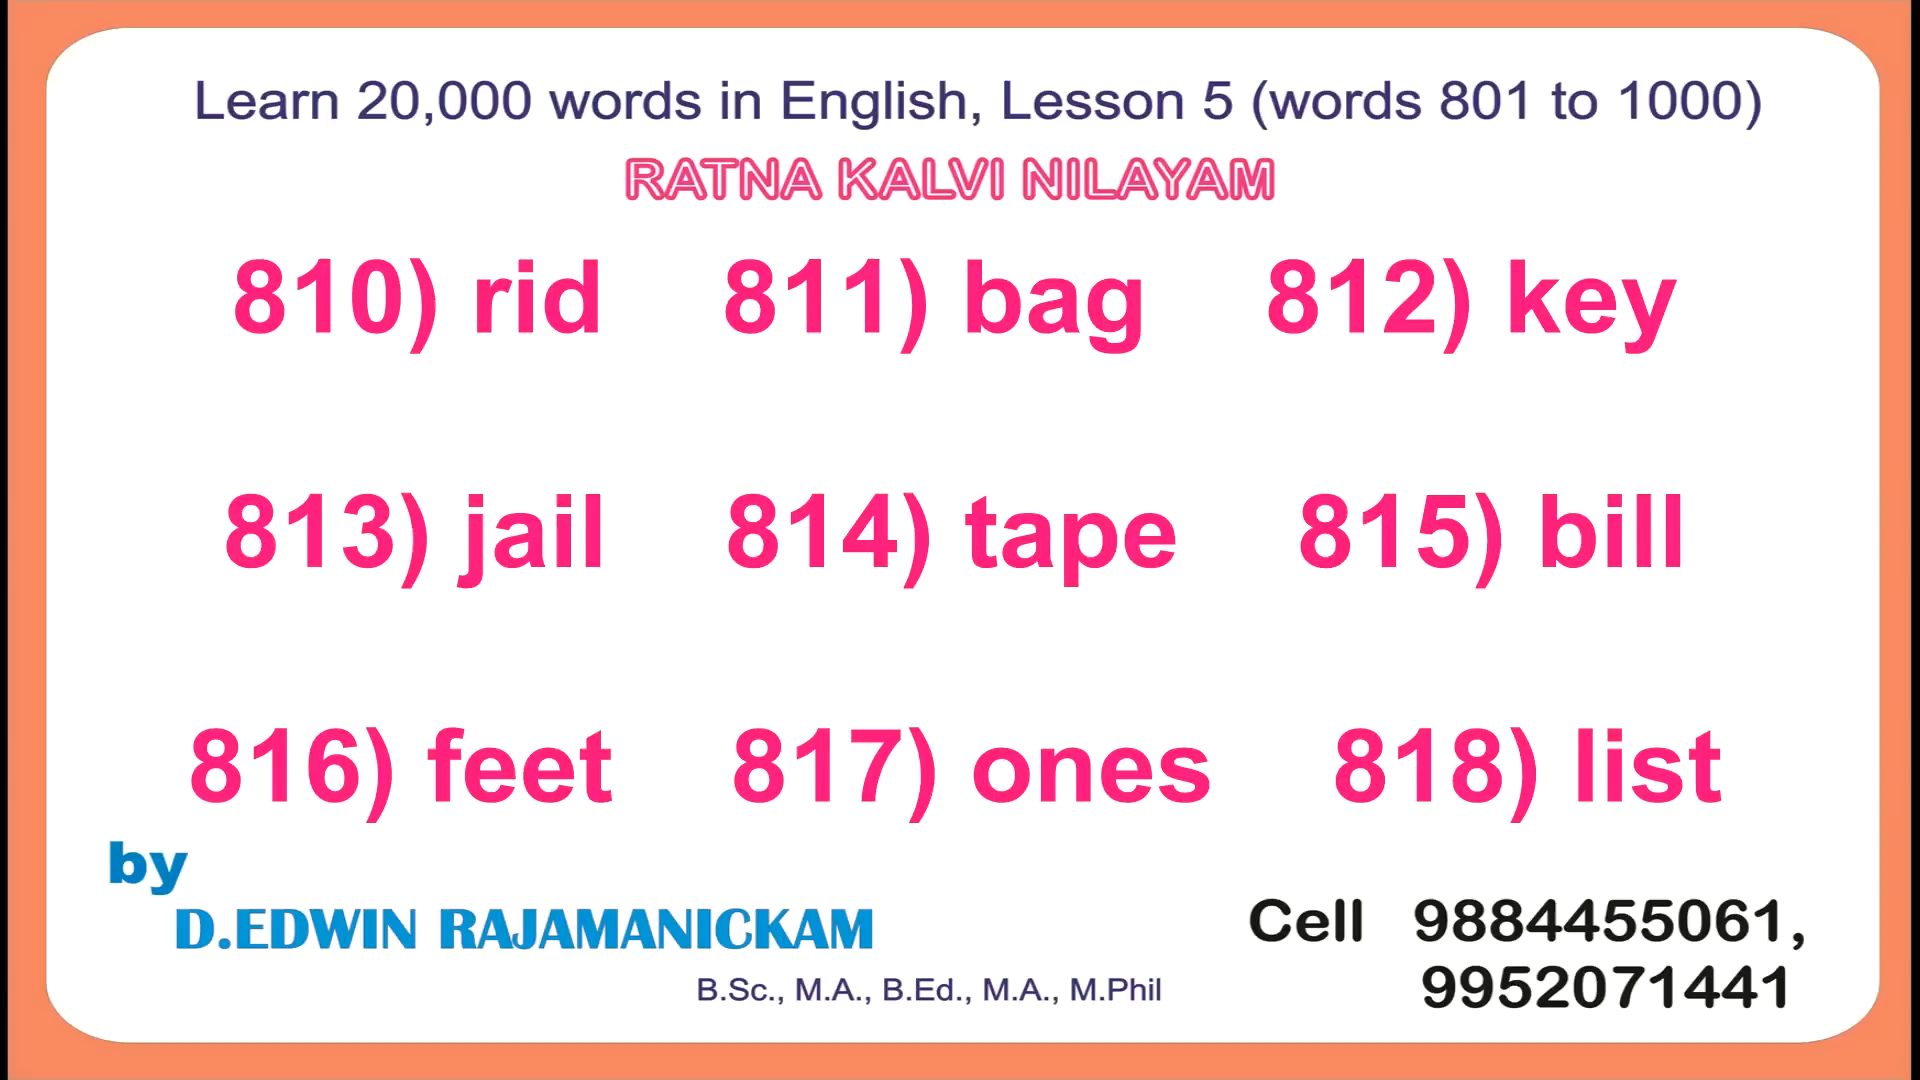 Learn 20,000 words in English, Lesson 5 (words 801 to 1000)
RATNA KALVI NILAYAM
810) rid 811) bag 812) key
813) jail 814) tape 815) bill
816) feet 817) ones 818) list
by
D.EDWIN RAJAMANICKAM
B.Sc., M.A., B.Ed., M.A., M.Phil
Cell 9884455061,
9952071441